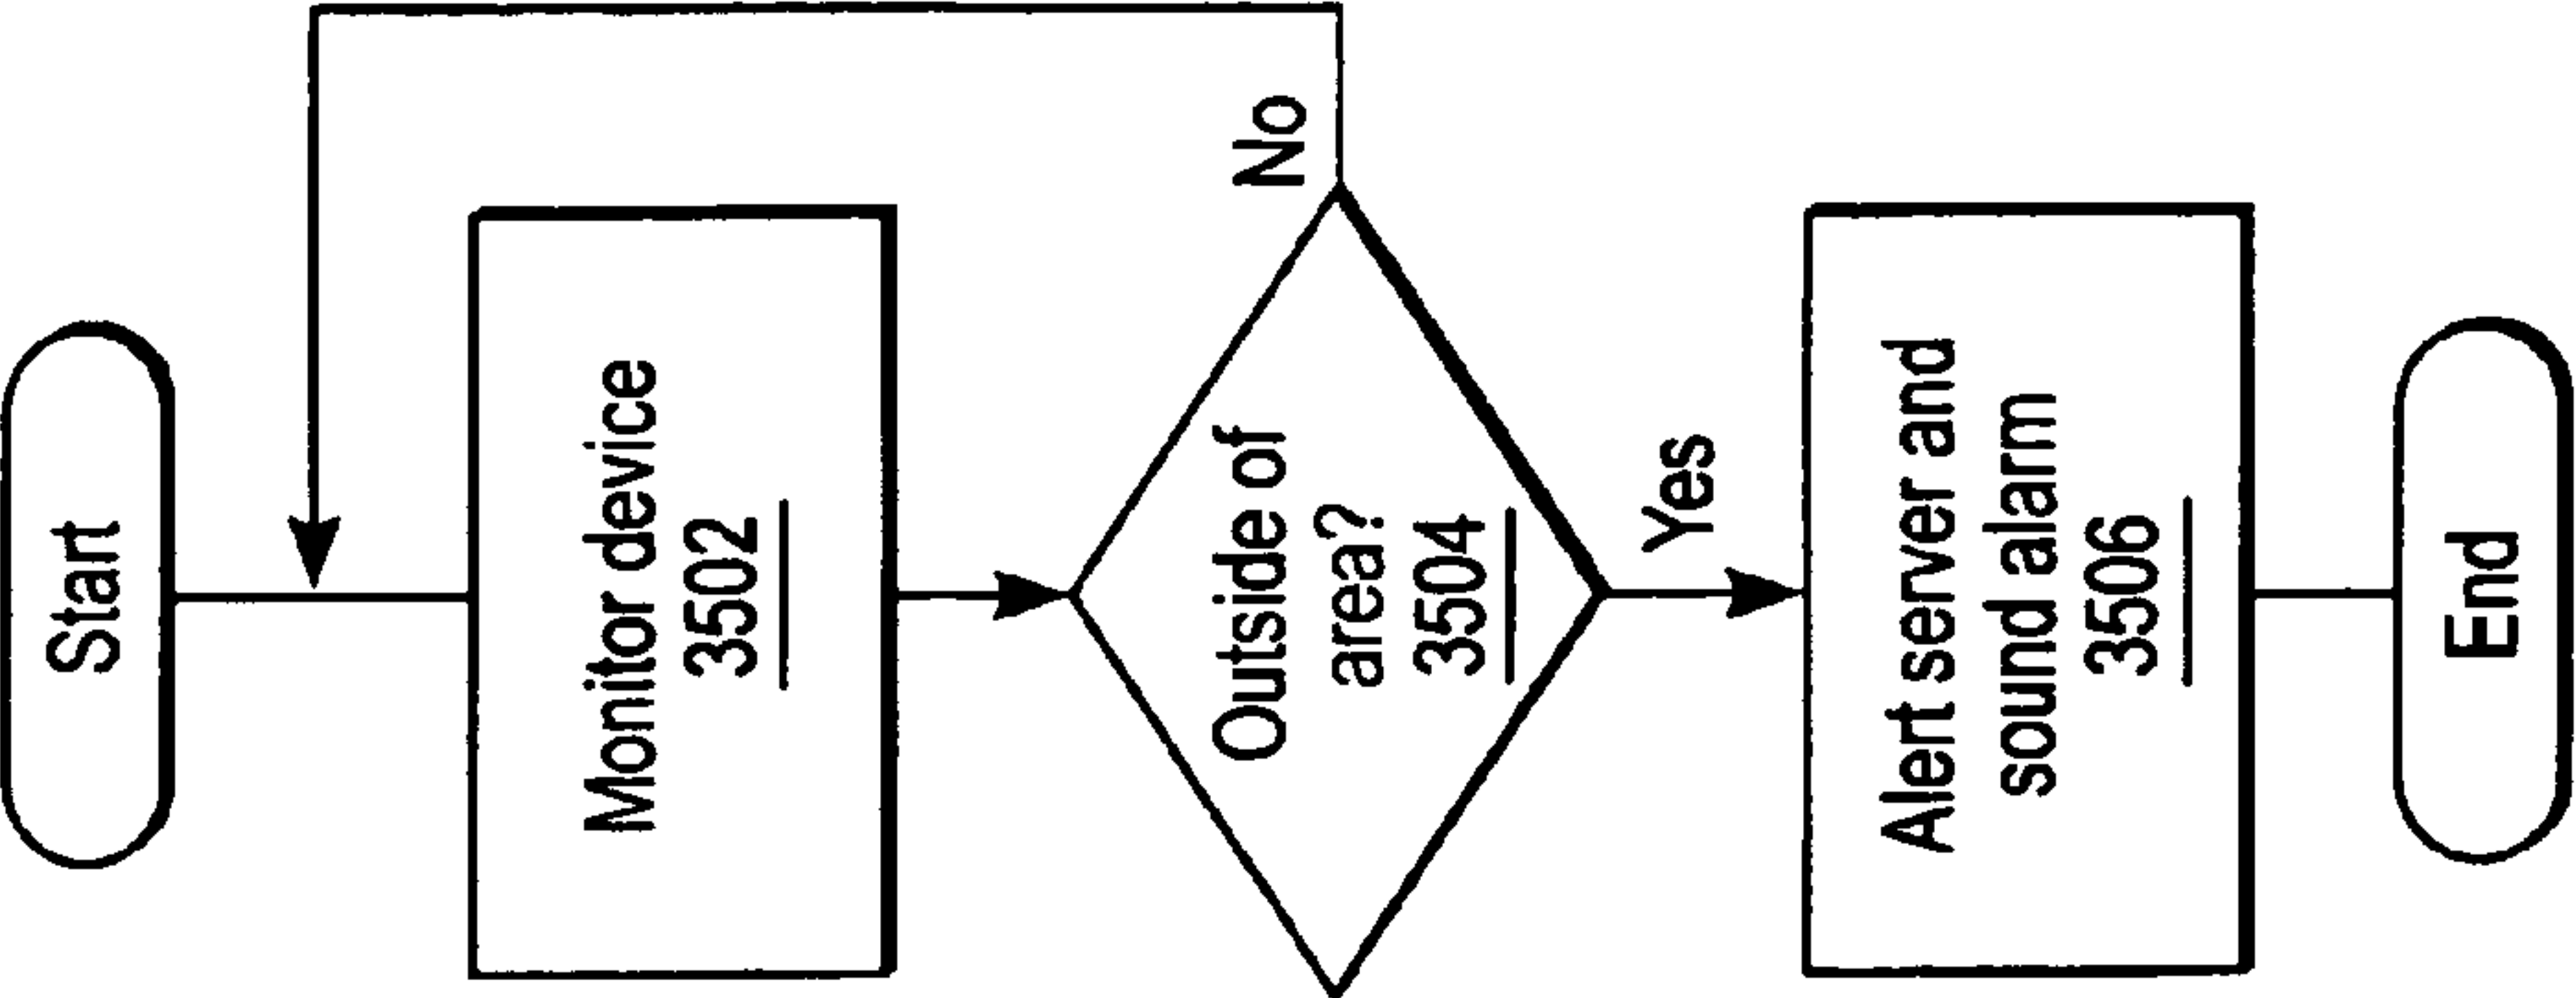 Start
Monitor device
3502
Outside of
area?
3504
No
Yes
Alert server and
sound alarm
3506
End